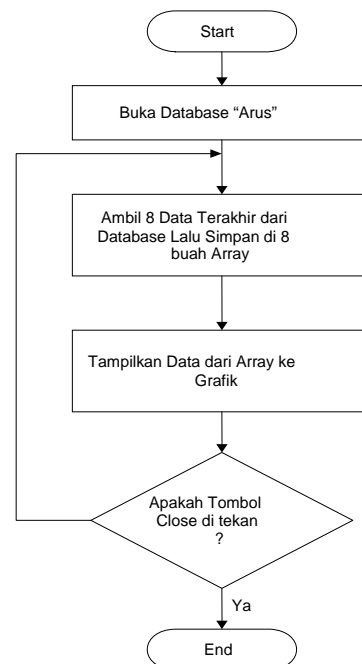 Start
Buka Database “Arus”
Ambil 8 Data Terakhir dari
Database Lalu Simpan di 8
buah Array
Tampilkan Data dari Array ke
Grafik
Apakah Tombol
Close di tekan
?
Ya
End